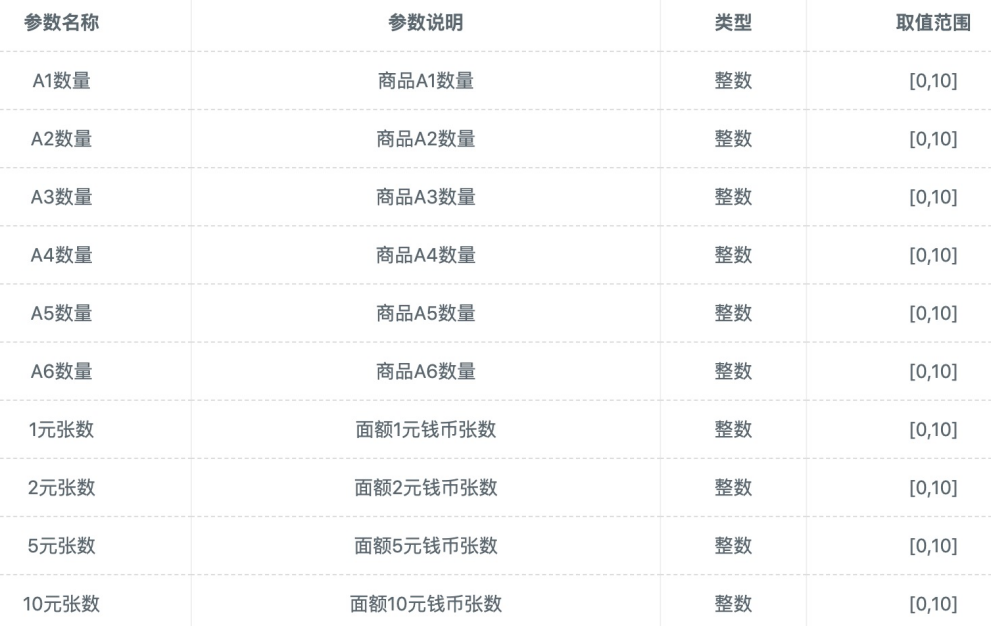 参数名称 参数说明 类型 取值范围
A1数量 商品A1数量 整数 [0,10]
A2数量 商品A2数量 整数 [0,10]
A3数量 商品A3数量 整数 [0,10]
A4数量 商品A4数量 整数 [0,10]
A5数量 商品A5数量 整数 [0,10]
A6数量 商品A6数量 整数 [0,10]
1元张数 面额1元钱币张数 整数 [0,10]
2元张数 面额2元钱币张数 整数 [0,10]
5元张数 面额5元钱币张数 整数 [0,10]
10元张数 面额10元钱币张数 整数 [0,10]